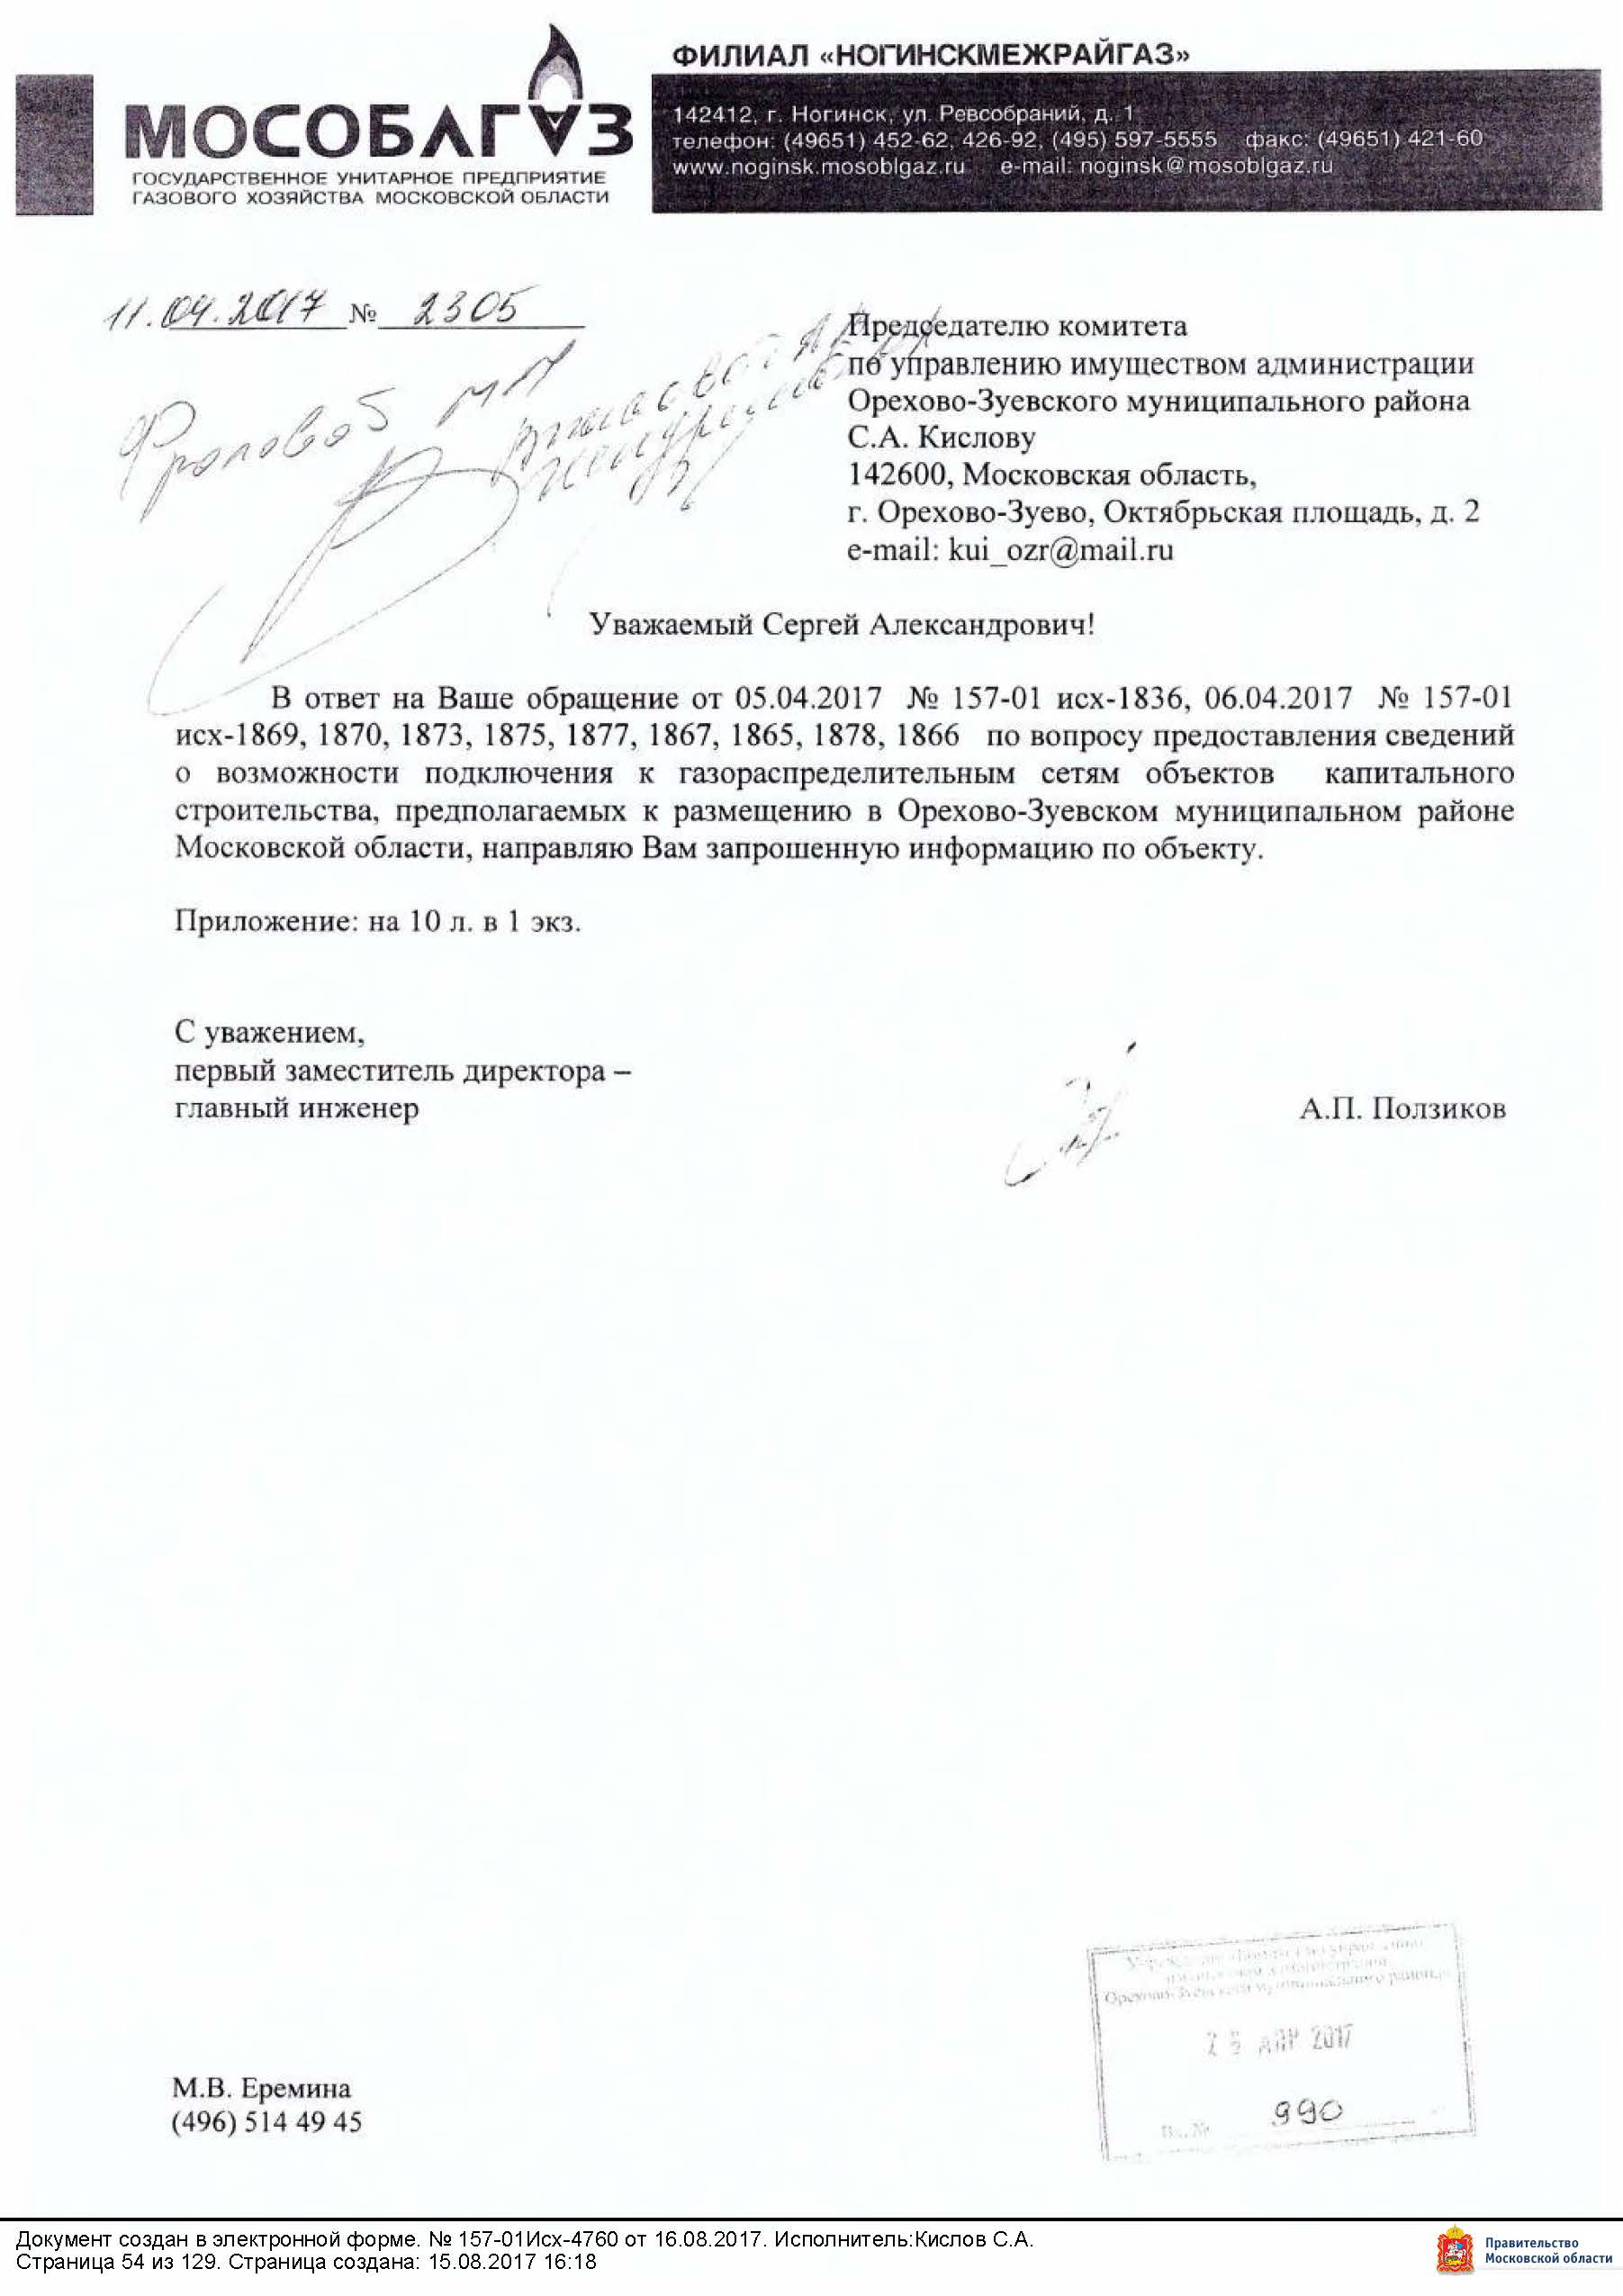 ФИЛИАЛ «НОГИНСКМЕЖРАЙГАЗ»
МОСОБЛГАЗ
ГОСУДАРСТВЕННОЕ УНИТАРНОЕ ПРЕДПРИЯТИЕ
ГАЗОВОГО ХОЗЯЙСТВА МОСКОВСКОЙ ОБЛАСТИ
142412, г. Ногинск, ул. Ревсобраний, д. 1
телефон: (49651) 452-62, 426-92, (495) 597-5555 факс: (49651) 421-60
www.noginsk.mosoblgaz.ru e-mail: noginsk@mosoblgaz.ru
11.04.2017 № 2305
Фроловой МА
Председателю комитета
по управлению имуществом администрации
Орехово-Зуевского муниципального района
С.А. Кислову
142600, Московская область,
г. Орехово-Зуево, Октябрьская площадь, д. 2
e-mail: kui_ozr@mail.ru
Уважаемый Сергей Александрович!
В ответ на Ваше обращение от 05.04.2017 № 157-01 исх-1836, 06.04.2017 № 157-01
исх-1869, 1870, 1873, 1875, 1877, 1867, 1865, 1878, 1866 по вопросу предоставления сведений
о возможности подключения к газораспределительным сетям объектов капитального
строительства, предполагаемых к размещению в Орехово-Зуевском муниципальном районе
Московской области, направляю Вам запрошенную информацию по объекту.
Приложение: на 10 л. в 1 экз.
С уважением,
первый заместитель директора –
главный инженер
А.П. Ползиков
Орехово-Зуевского муниципального района
АПР 2017
Вх. № 990
М.В. Еремина
(496) 514 49 45
Документ создан в электронной форме. № 157-01Исх-4760 от 16.08.2017. Исполнитель:Кислов С.А.
Страница 54 из 129. Страница создана: 15.08.2017 16:18
Правительство
Московской области